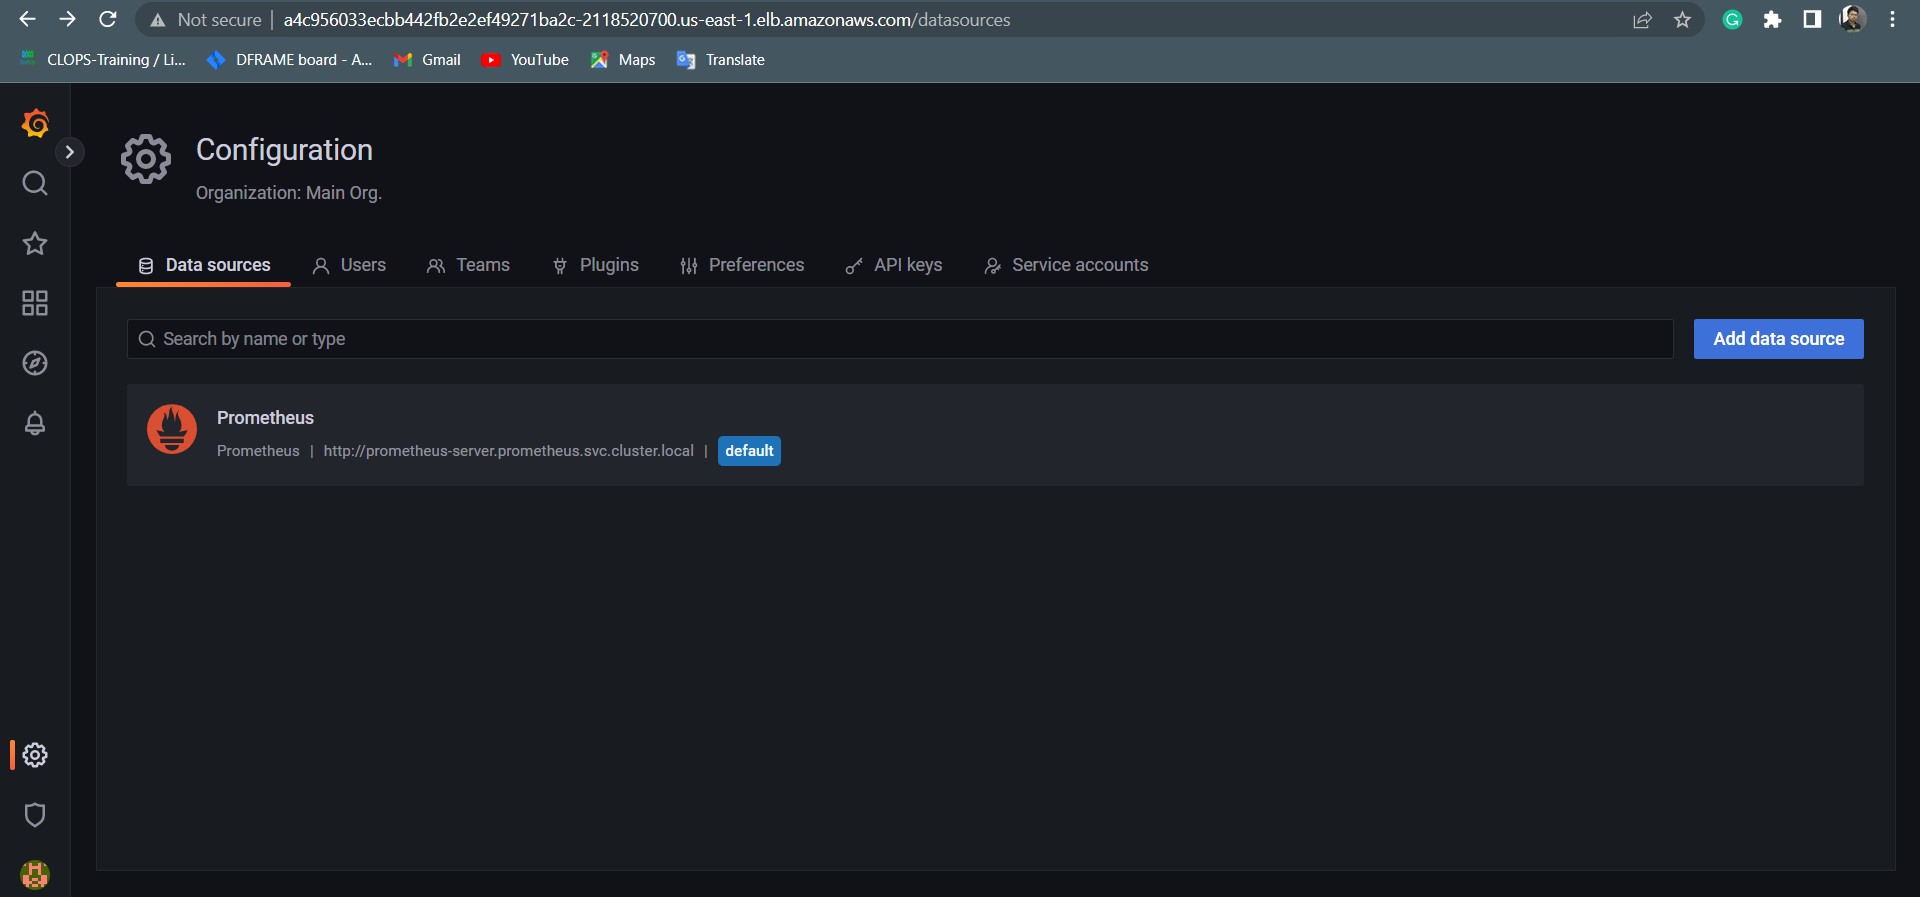 Not secure | a4c956033ecbb442fb2e2ef49271ba2c-2118520700.us-east-1.elb.amazonaws.com/datasources
CLOPS-Training / Li... DFRAME board - A... Gmail YouTube Maps Translate
Configuration
Organization: Main Org.
Data sources Users Teams Plugins Preferences API keys Service accounts
Search by name or type Add data source
Prometheus
Prometheus | http://prometheus-server.prometheus.svc.cluster.local | default